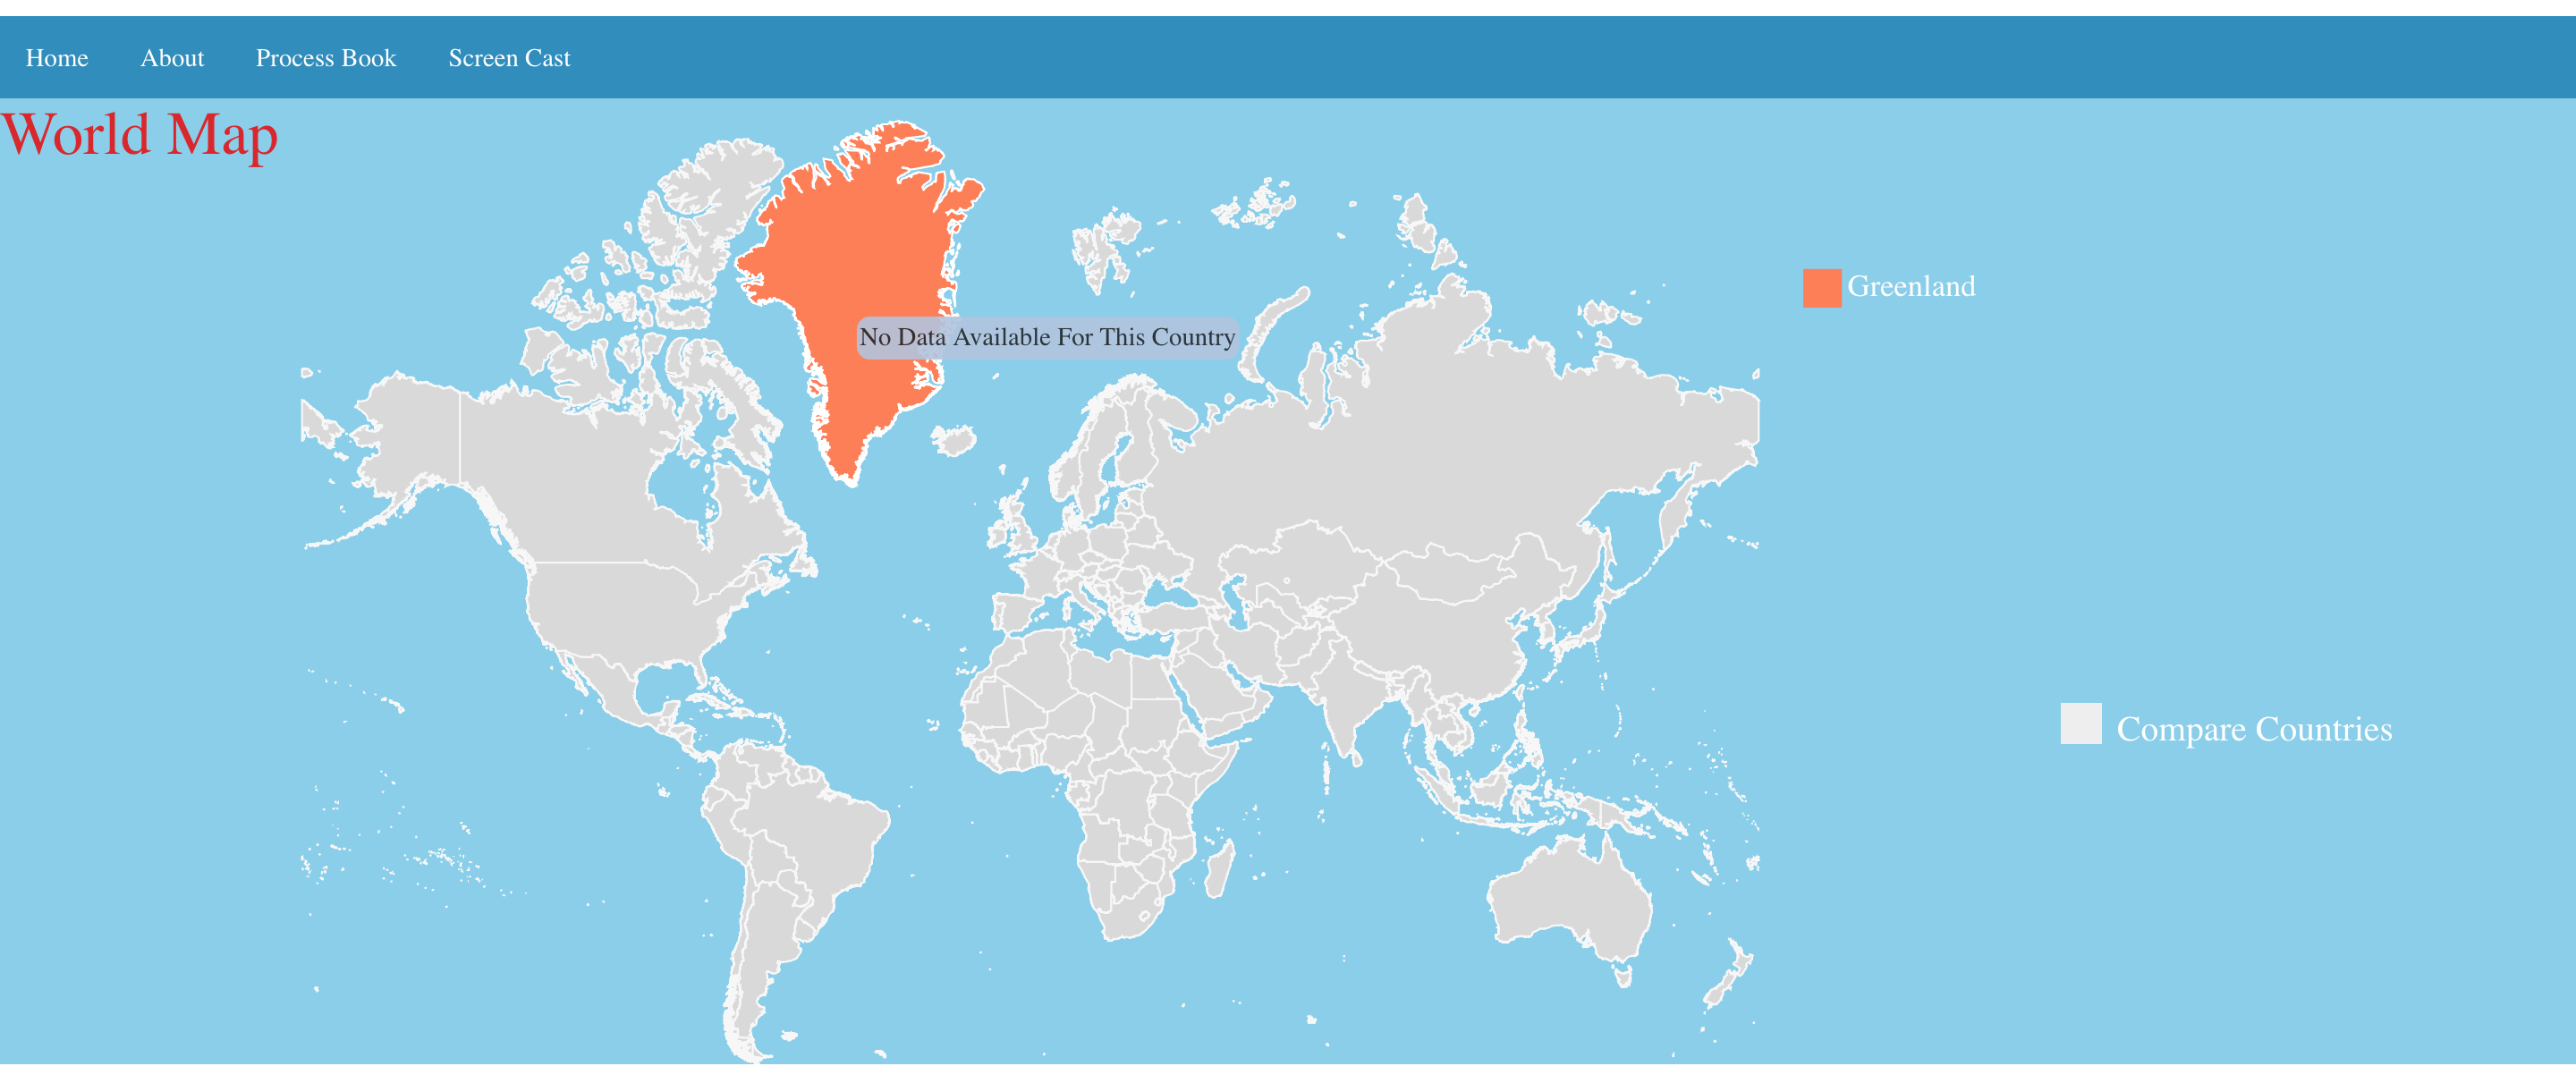 Home About Process Book Screen Cast
World Map
Greenland
No Data Available For This Country
Compare Countries